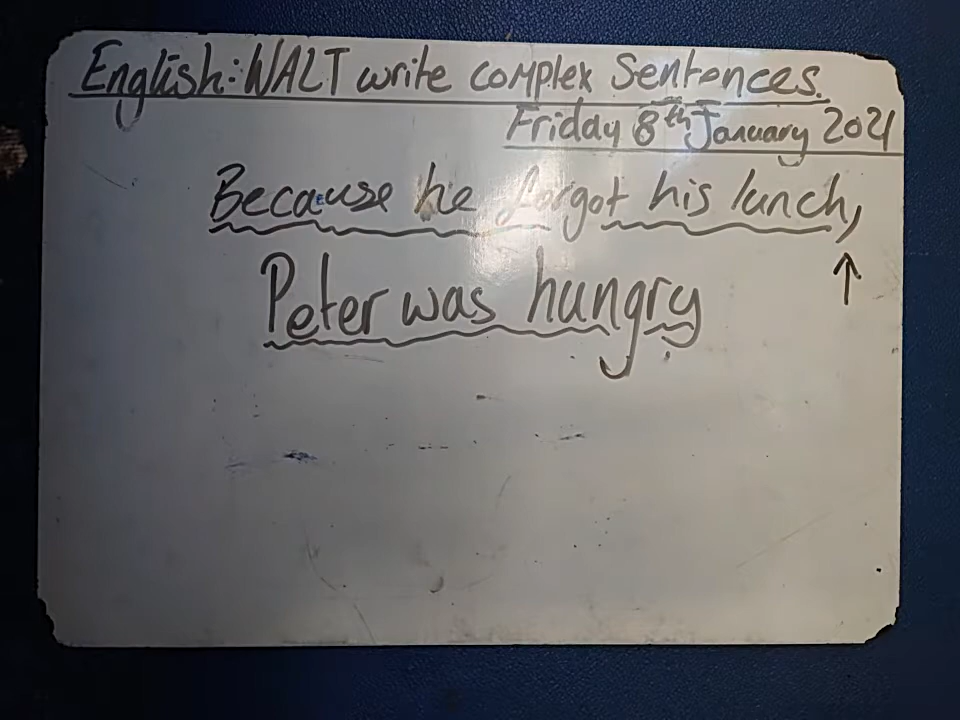 English: WALT write complex sentences.
Friday 8th January 2021
Because he forgot his lunch,
Peter was hungry